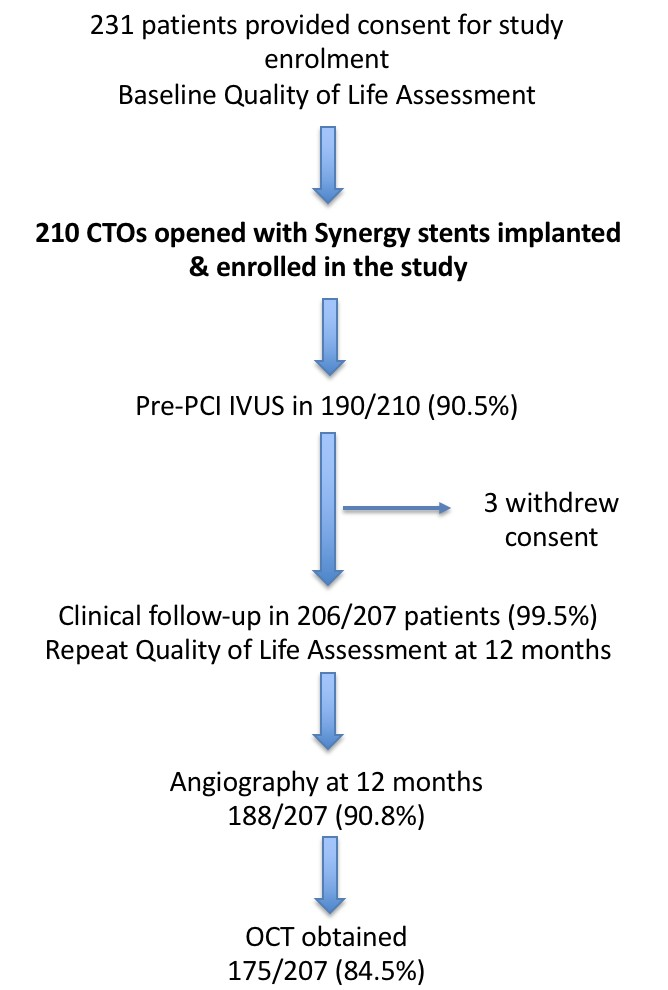 231 patients provided consent for study
enrolment
Baseline Quality of Life Assessment
210 CTOs opened with Synergy stents implanted
& enrolled in the study
Pre-PCI IVUS in 190/210 (90.5%)
3 withdrew
consent
Clinical follow-up in 206/207 patients (99.5%)
Repeat Quality of Life Assessment at 12 months
Angiography at 12 months
188/207 (90.8%)
OCT obtained
175/207 (84.5%)